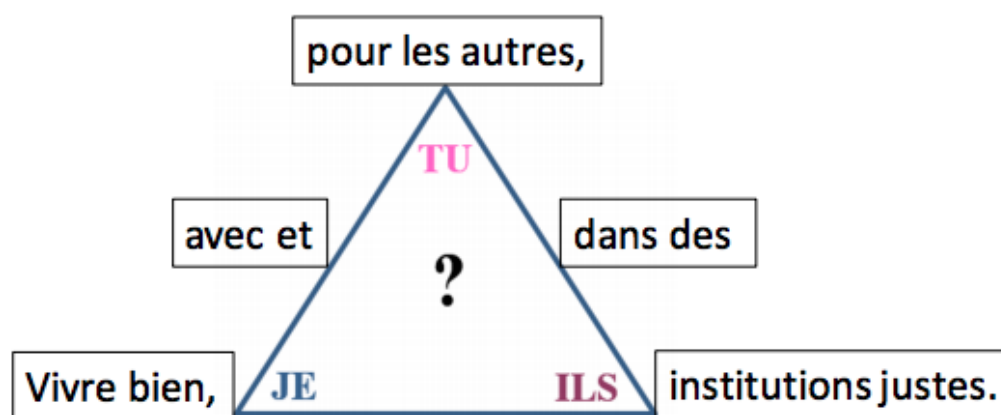 pour les autres,
TU
avec et
dans des
?
Vivre bien,
JE
ILS
institutions justes.